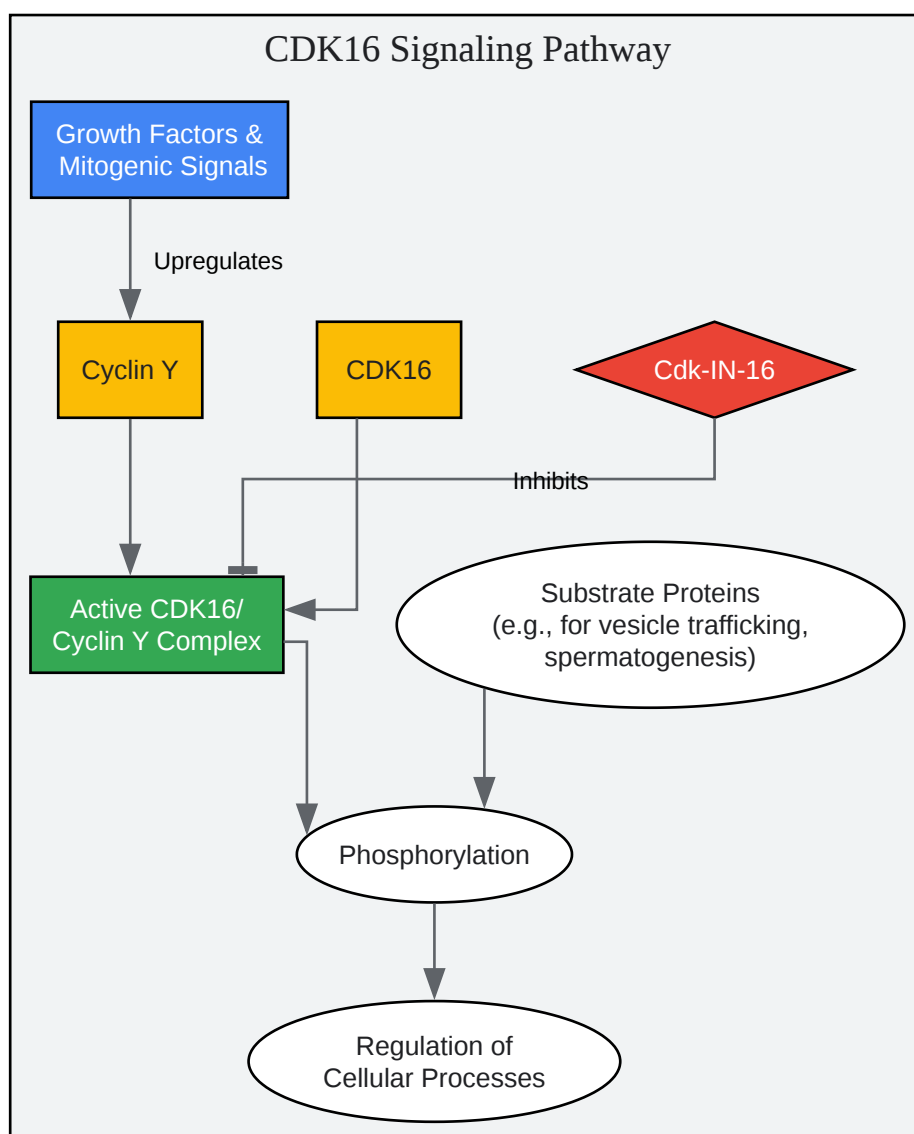 CDK16 Signaling Pathway
Growth Factors &
Mitogenic Signals
Upregulates
Cyclin Y
CDK16
Cdk-IN-16
Inhibits
Active CDK16/
Cyclin Y Complex
Substrate Proteins
(e.g., for vesicle trafficking,
spermatogenesis)
Phosphorylation
Regulation of
Cellular Processes